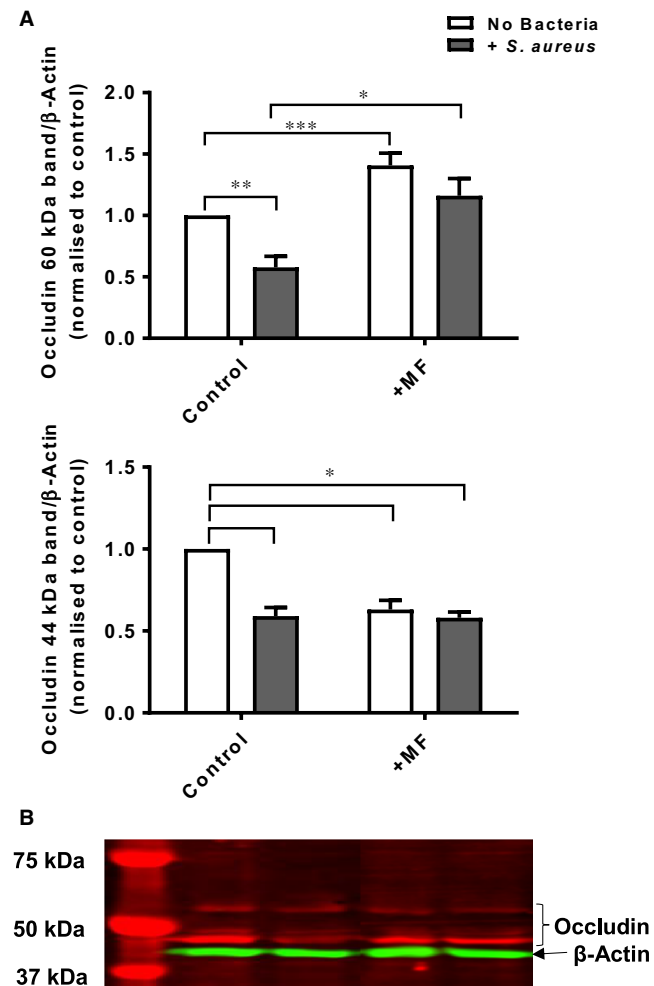 A
No Bacteria
+ S. aureus
Occludin 60 kDa band/β-Actin
(normalised to control)
2.0
1.5
1.0
0.5
0.0
*
***
**
Control
+MF
Occludin 44 kDa band/β-Actin
(normalised to control)
1.5
1.0
0.5
0.0
*
Control
+MF
B
75 kDa
50 kDa
37 kDa
Occludin
β-Actin